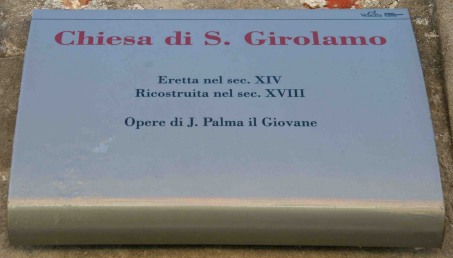 Chiesa di S. Girolamo
Eretta nel sec. XIV
Ricostruita nel sec. XVIII
Opere di J. Palma il Giovane